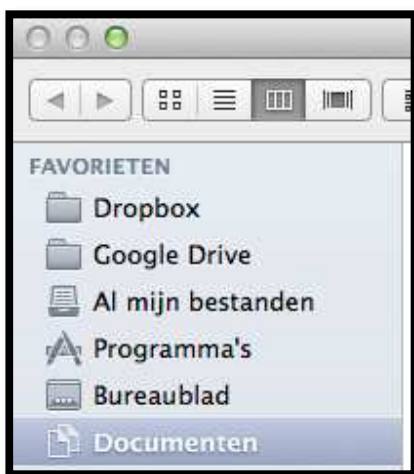 FAVORIETEN
Dropbox
Google Drive
Al mijn bestanden
Programma's
Bureaublad
Documenten